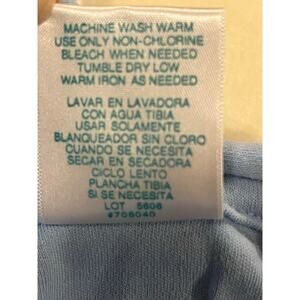 MACHINE WASH WARM
USE ONLY NON-CHLORINE
BLEACH WHEN NEEDED
TUMBLE DRY LOW
WARM IRON AS NEEDED
LAVAR EN LAVADORA
CON AGUA TIBIA
USAR SOLAMENTE
BLANQUEADOR SIN CLORO
CUANDO SE NECESITA
SECAR EN SECADORA
CICLO LENTO
PLANCHA TIBIA
SI SE NECESITA
LOT 5606
#706040